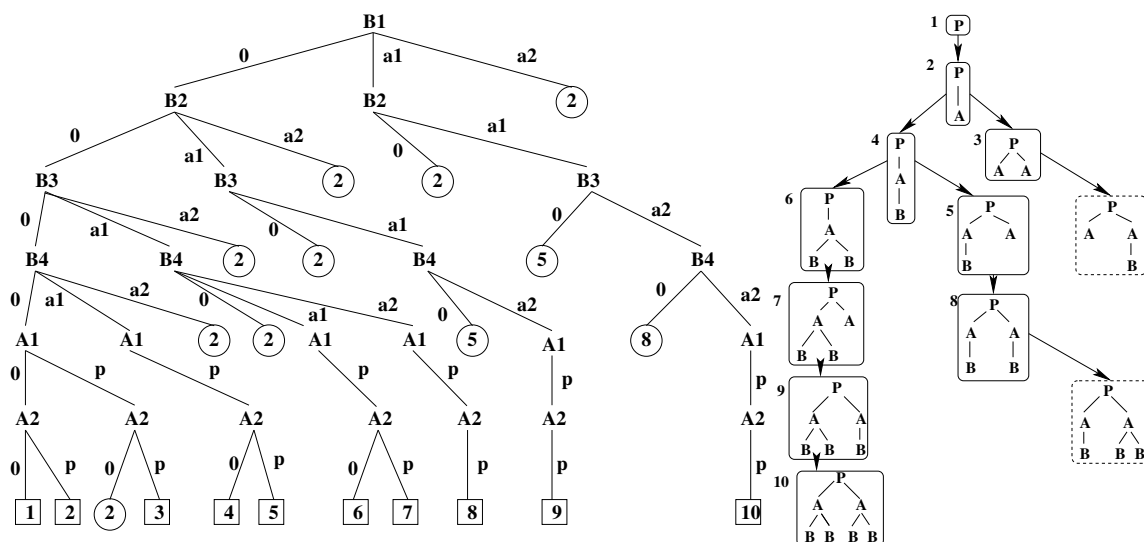 B1
0 a1 a2
B2 B2 2
0 a1 a2 0 a1
B3 B3 2 2 B3
0 a1 a2 0 a1 0 a2
B4 B4 2 2 B4 5 B4
0 a1 a2 0 a1 a2 0 a2 0 a2
A1 A1 2 2 A1 A1 5 A1 8 A1
0 p p p p p p
A2 A2 A2 A2 A2 A2 A2
0 p 0 p 0 p 0 p p p p
1 2 2 3 4 5 6 7 8 9 10
1 P
2 P
A
4 P
A
B
3 P
A A
6 P
A
B B
5 P
A A
B
P
A A
B
7 P
A A
B B
8 P
A A
B B
9 P
A A
B B B
P
A A
B B B
10 P
A A
B B B B